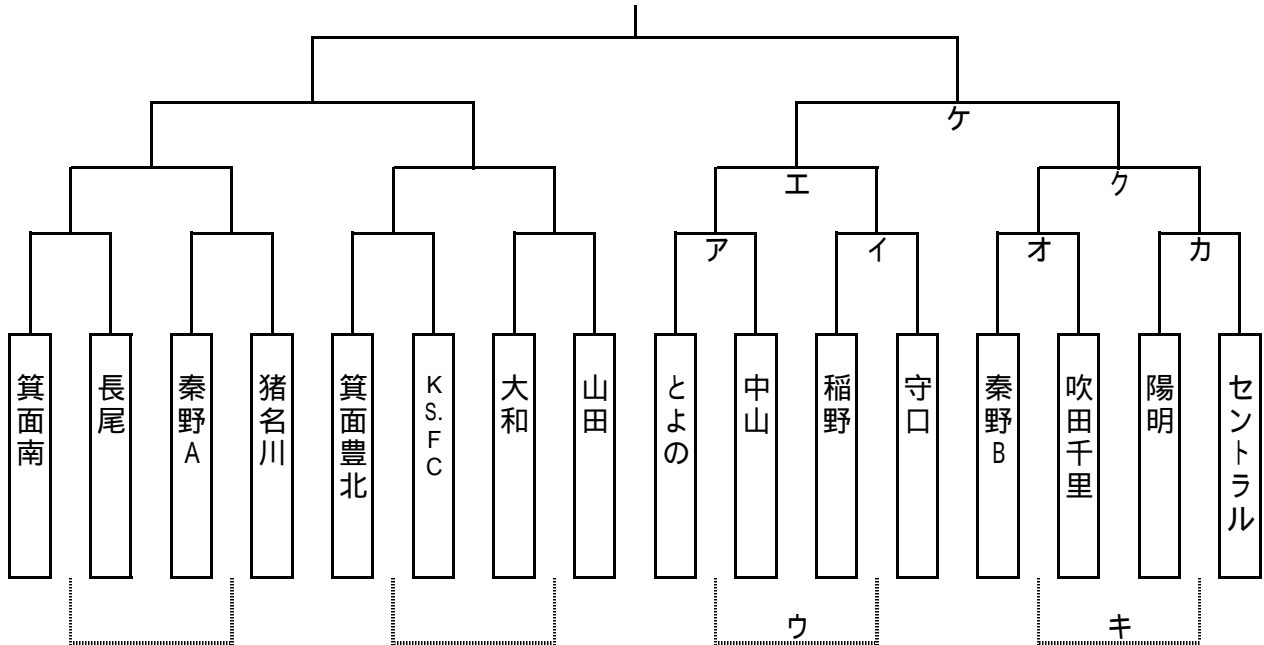 ケ
エ
ク
ア
イ
オ
カ
箕面南
長尾
秦野A
猪名川
箕面豊北
KS.FC
大和
山田
とよの
中山
稲野
守口
秦野B
吹田千里
陽明
セントラル
ウ
キ